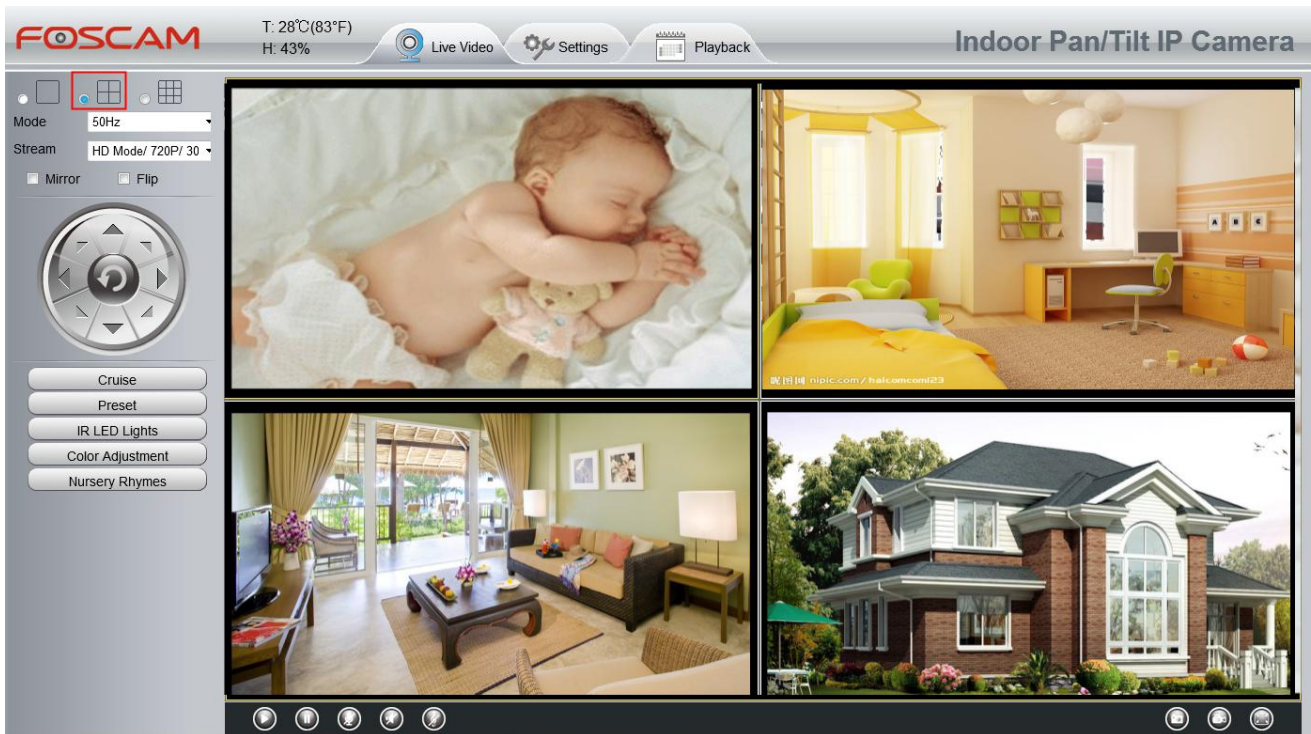 FOSCAM
T: 28℃(83°F)
H: 43%
Live Video
Settings
Playback
Indoor Pan/Tilt IP Camera
Mode
50Hz
Stream
HD Mode/ 720P/ 30
Mirror
Flip
Cruise
Preset
IR LED Lights
Color Adjustment
Nursery Rhymes
A B C
昵图网 nipic.com/haicomcoml23